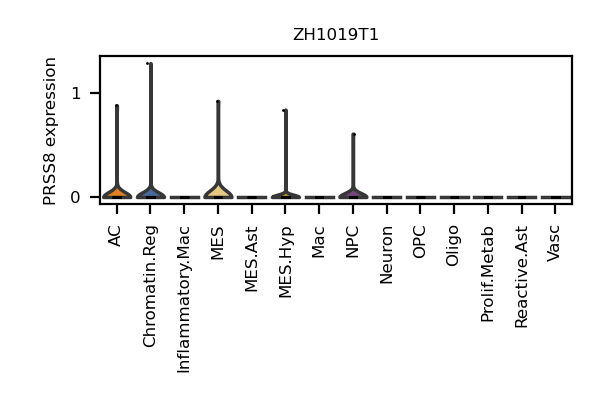 ZH1019T1
PRSS8 expression
1
0
AC
Chromatin.Reg
Inflammatory.Mac
MES
MES.Ast
MES.Hyp
Mac
NPC
Neuron
OPC
Oligo
Prolif.Metab
Reactive.Ast
Vasc